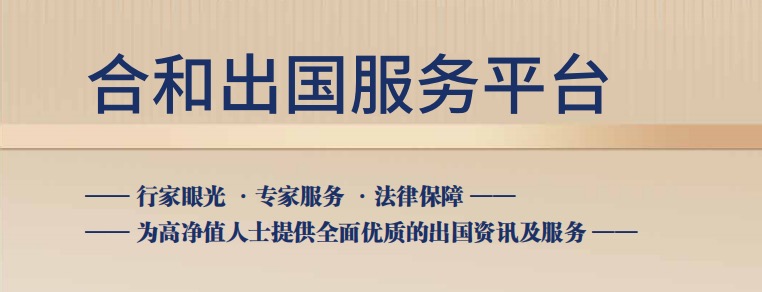 合和出国服务平台
—— 行家眼光 · 专家服务 · 法律保障 ——
—— 为高净值人士提供全面优质的出国资讯及服务 ——